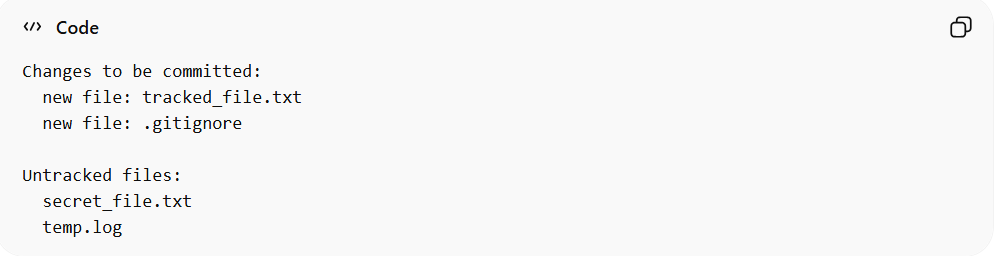 Code
Changes to be committed:
new file: tracked_file.txt
new file: .gitignore
Untracked files:
secret_file.txt
temp.log